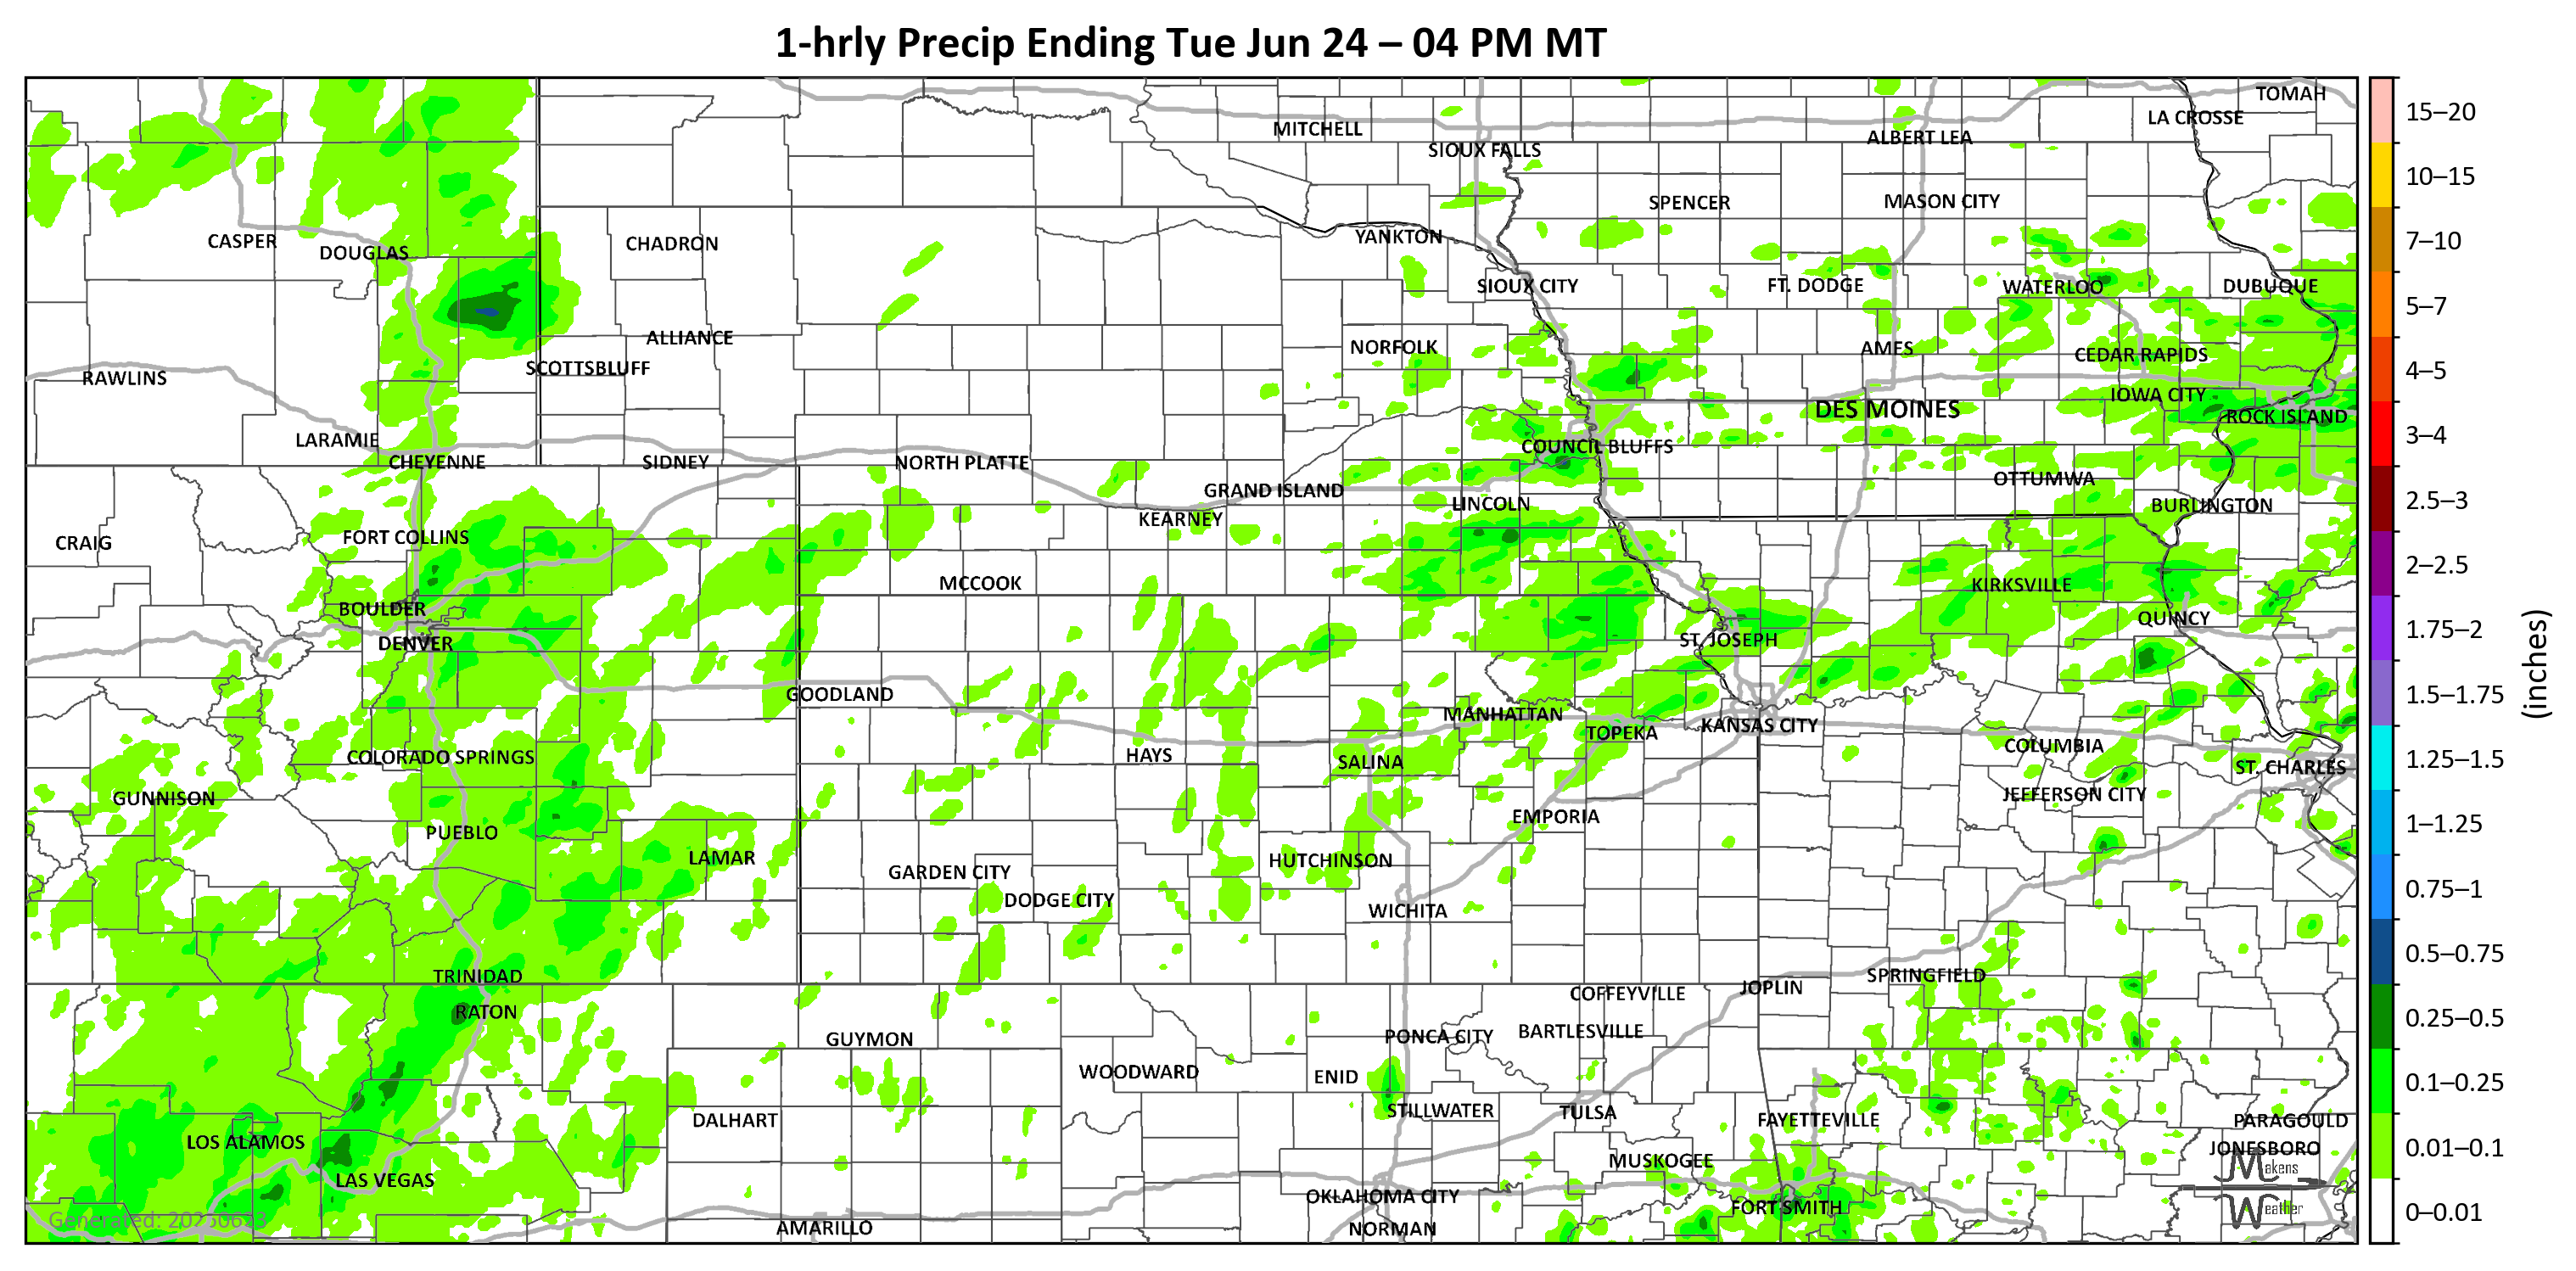 1-hrly Precip Ending Tue Jun 24 – 04 PM MT
TOMAH
LA CROSSE
MITCHELL
ALBERT LEA
SIOUX FALLS
SPENCER
MASON CITY
YANKTON
CASPER
DOUGLAS
CHADRON
SIOUX CITY
FT. DODGE
WATERLOO
DUBUQUE
ALLIANCE
NORFOLK
AMES
CEDAR RAPIDS
SCOTTSBLUFF
RAWLINS
IOWA CITY
DES MOINES
ROCK ISLAND
LARAMIE
COUNCIL BLUFFS
CHEYENNE
SIDNEY
NORTH PLATTE
OTTUMWA
GRAND ISLAND
LINCOLN
BURLINGTON
KEARNEY
FORT COLLINS
CRAIG
MCCOOK
KIRKSVILLE
BOULDER
QUINCY
DENVER
ST. JOSEPH
GOODLAND
MANHATTAN
TOPEKA
KANSAS CITY
COLUMBIA
COLORADO SPRINGS
HAYS
SALINA
ST. CHARLES
GUNNISON
JEFFERSON CITY
EMPORIA
PUEBLO
LAMAR
HUTCHINSON
GARDEN CITY
DODGE CITY
WICHITA
TRINIDAD
SPRINGFIELD
JOPLIN
COFFEYVILLE
RATON
GUYMON
PONCA CITY
BARTLESVILLE
WOODWARD
ENID
STILLWATER
TULSA
DALHART
FAYETTEVILLE
PARAGOULD
LOS ALAMOS
JONESBORO
MUSKOGEE
LAS VEGAS
OKLAHOMA CITY
FORT SMITH
AMARILLO
NORMAN
Generated: 20250623
Makens
Weather
15–20
10–15
7–10
5–7
4–5
3–4
2.5–3
2–2.5
1.75–2
1.5–1.75
1.25–1.5
1–1.25
0.75–1
0.5–0.75
0.25–0.5
0.1–0.25
0.01–0.1
0–0.01
(inches)